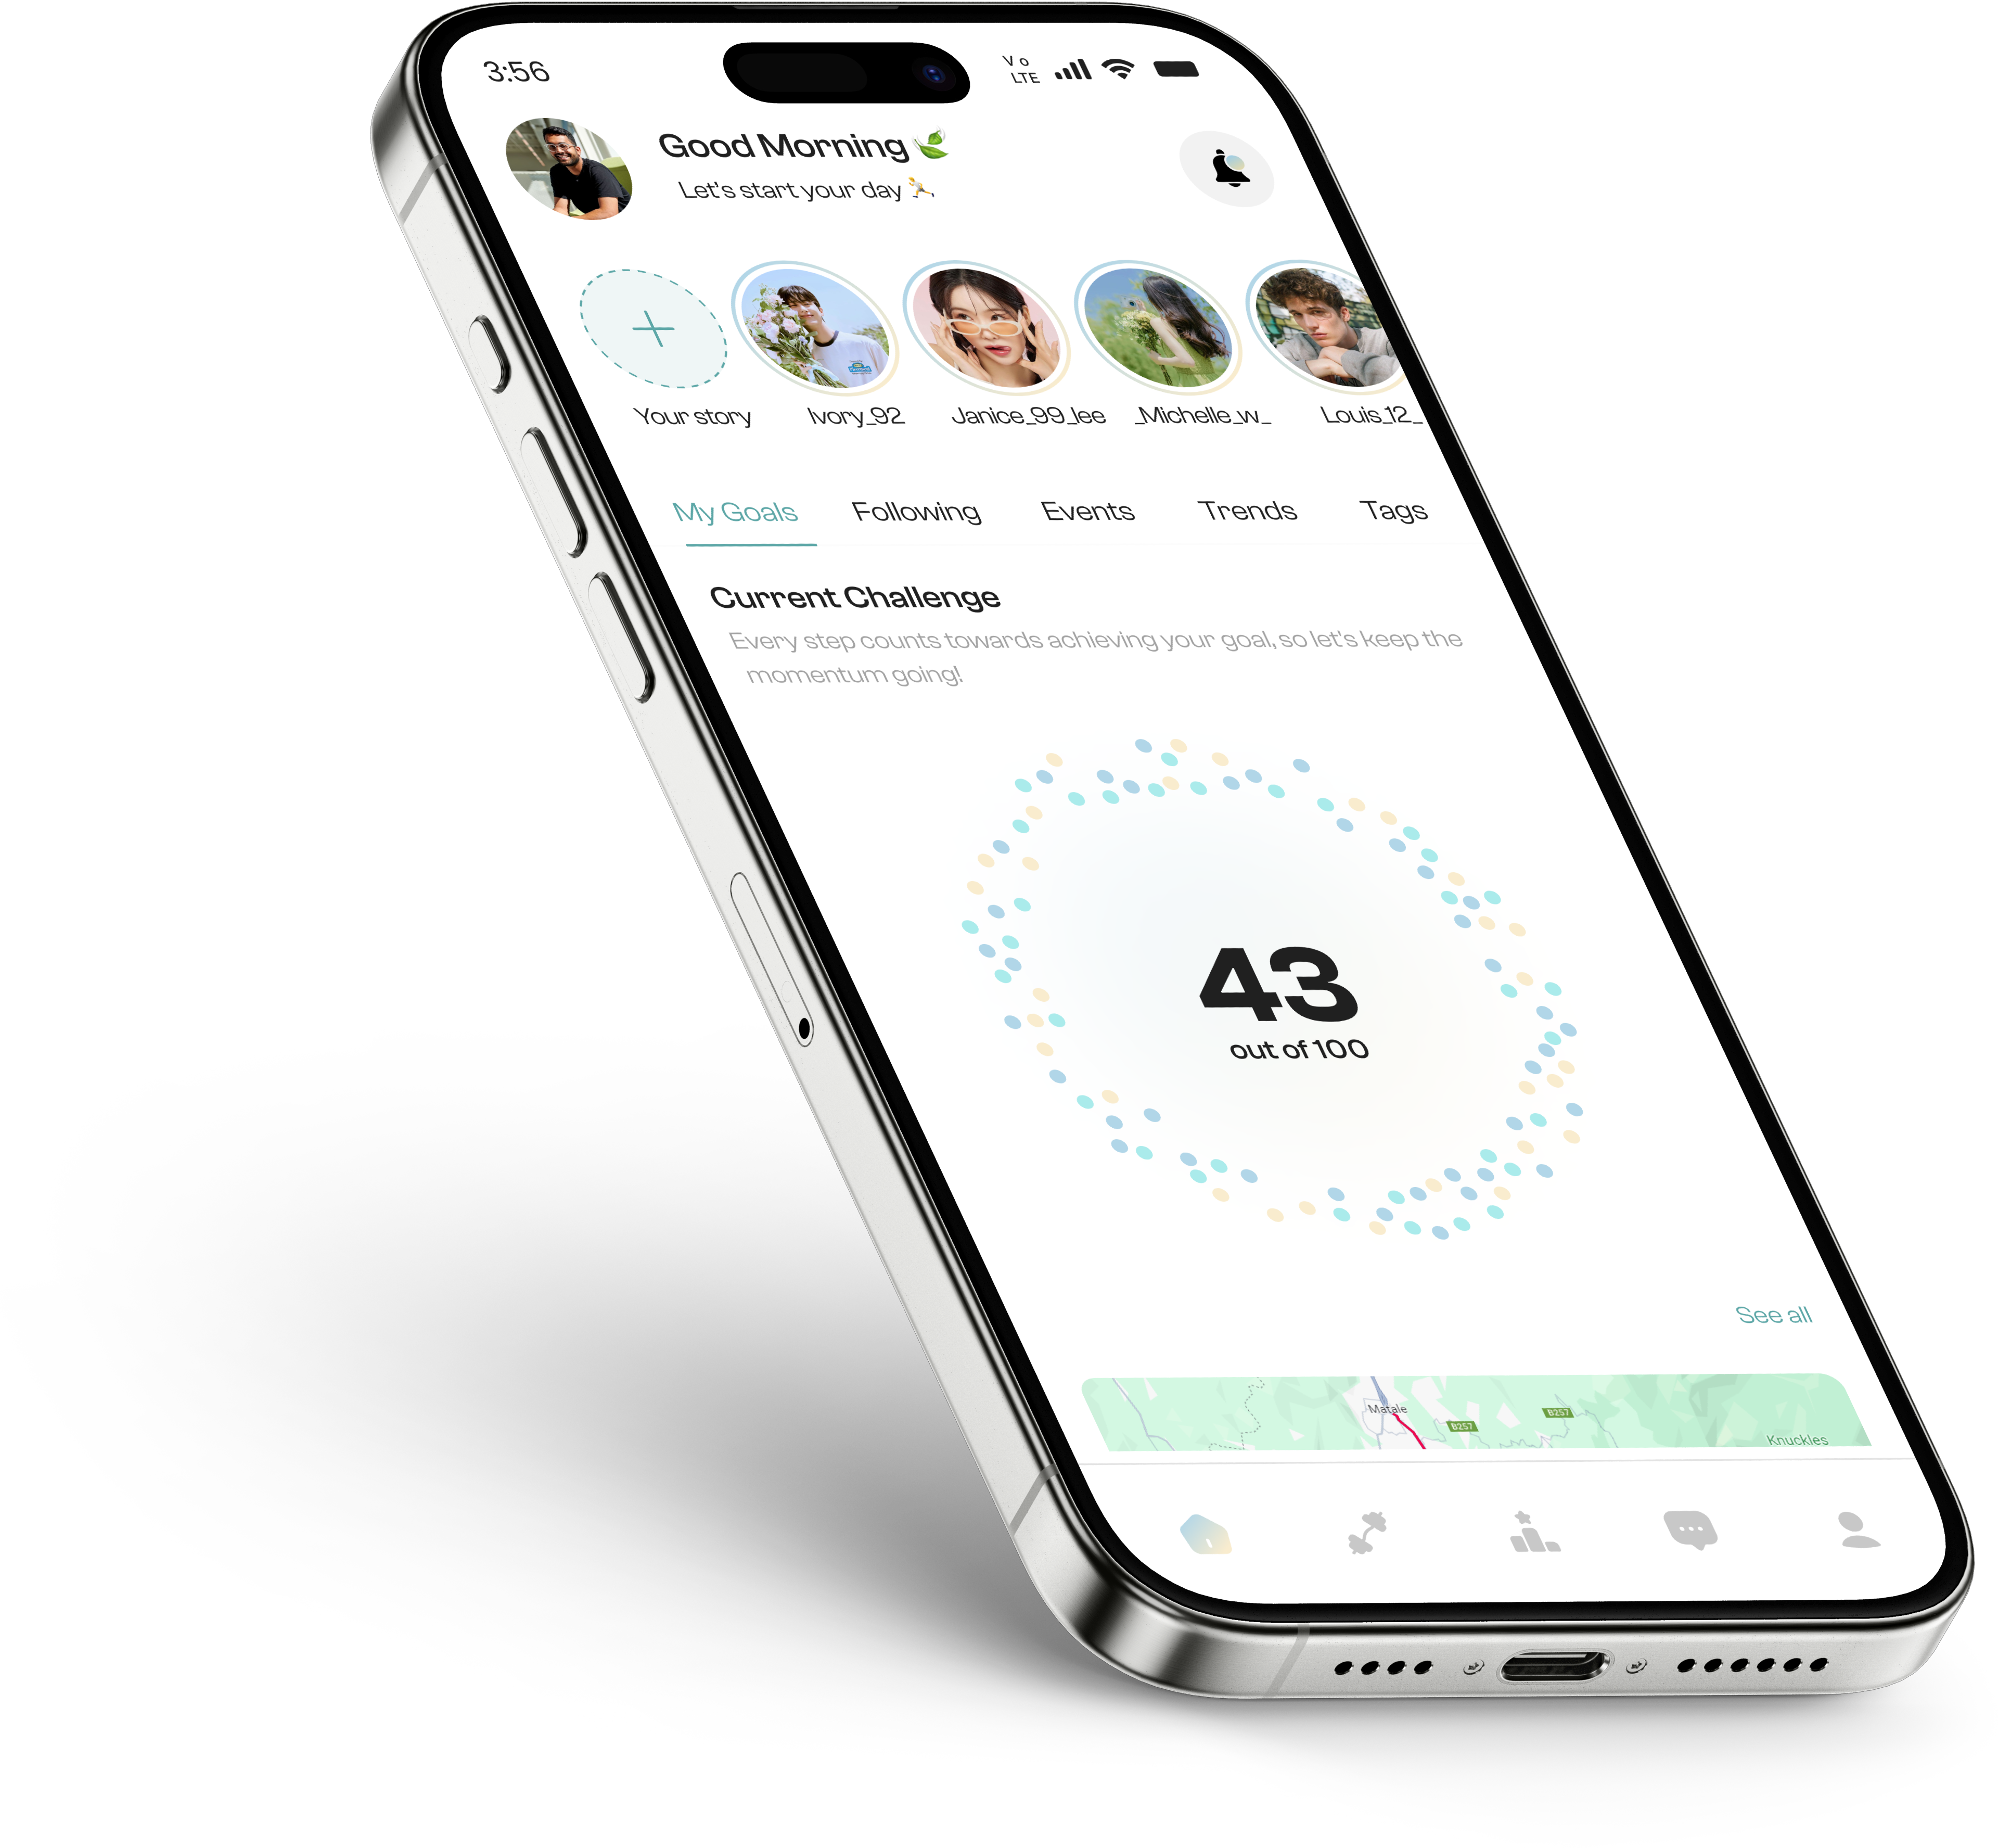 3:56
Vo
LTE
Good Morning 🌿
Let's start your day 🏃
Your story
Ivory_92
Janice_99_lee
_Michelle_w_
Louis_12_
My Goals
Following
Events
Trends
Tags
Current Challenge
Every step counts towards achieving your goal, so let's keep the
momentum going!
43
out of 100
See all
Matale
B257
B257
Knuckles